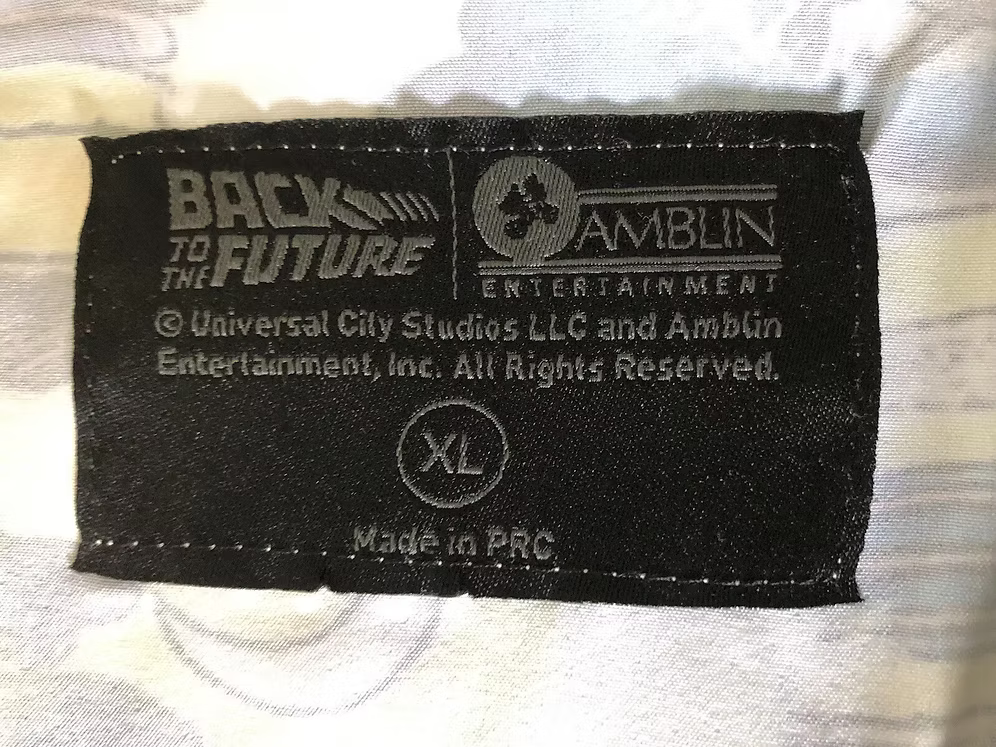 BACK
TO THE FUTURE
AMBLIN
ENTERTAINMENT
© Universal City Studios LLC and Amblin
Entertainment, Inc. All Rights Reserved.
XL
Made in PRC